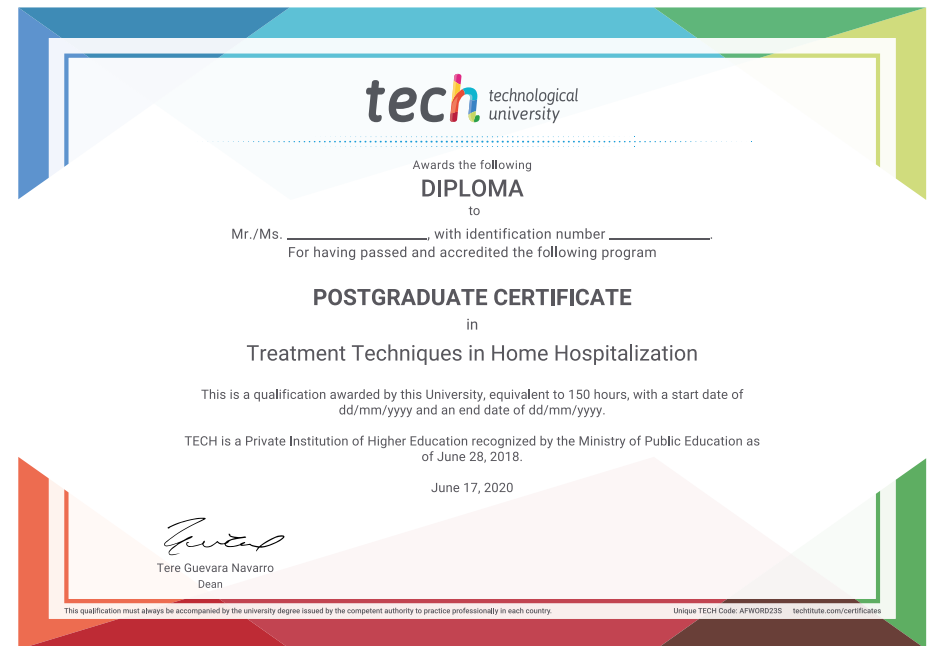 tech technological
university
Awards the following
DIPLOMA
to
Mr./Ms. ____________________, with identification number ______________.
For having passed and accredited the following program
POSTGRADUATE CERTIFICATE
in
Treatment Techniques in Home Hospitalization
This is a qualification awarded by this University, equivalent to 150 hours, with a start date of
dd/mm/yyyy and an end date of dd/mm/yyyy.
TECH is a Private Institution of Higher Education recognized by the Ministry of Public Education as
of June 28, 2018.
June 17, 2020
Tere Guevara Navarro
Dean
This qualification must always be accompanied by the university degree issued by the competent authority to practice professionally in each country.
Unique TECH Code: AFWORD23S techtitute.com/certificates